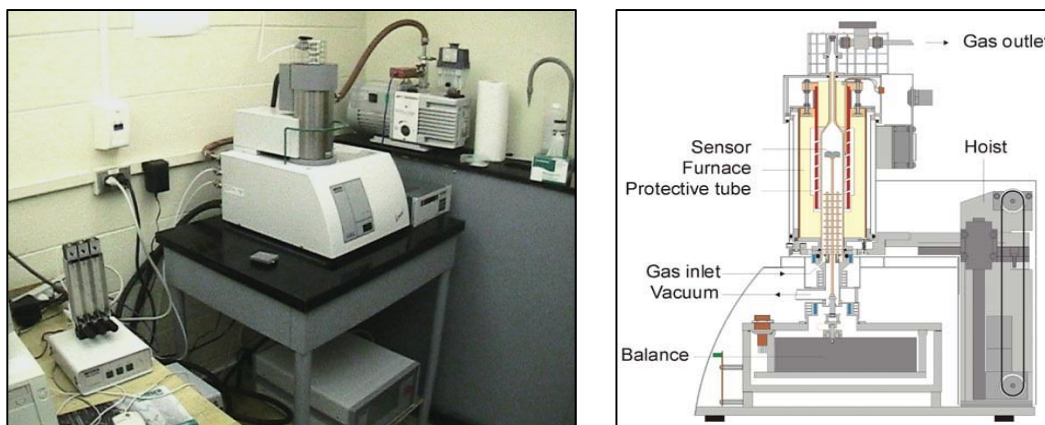 Gas outlet
Sensor
Furnace
Protective tube
Hoist
Gas inlet
Vacuum
Balance